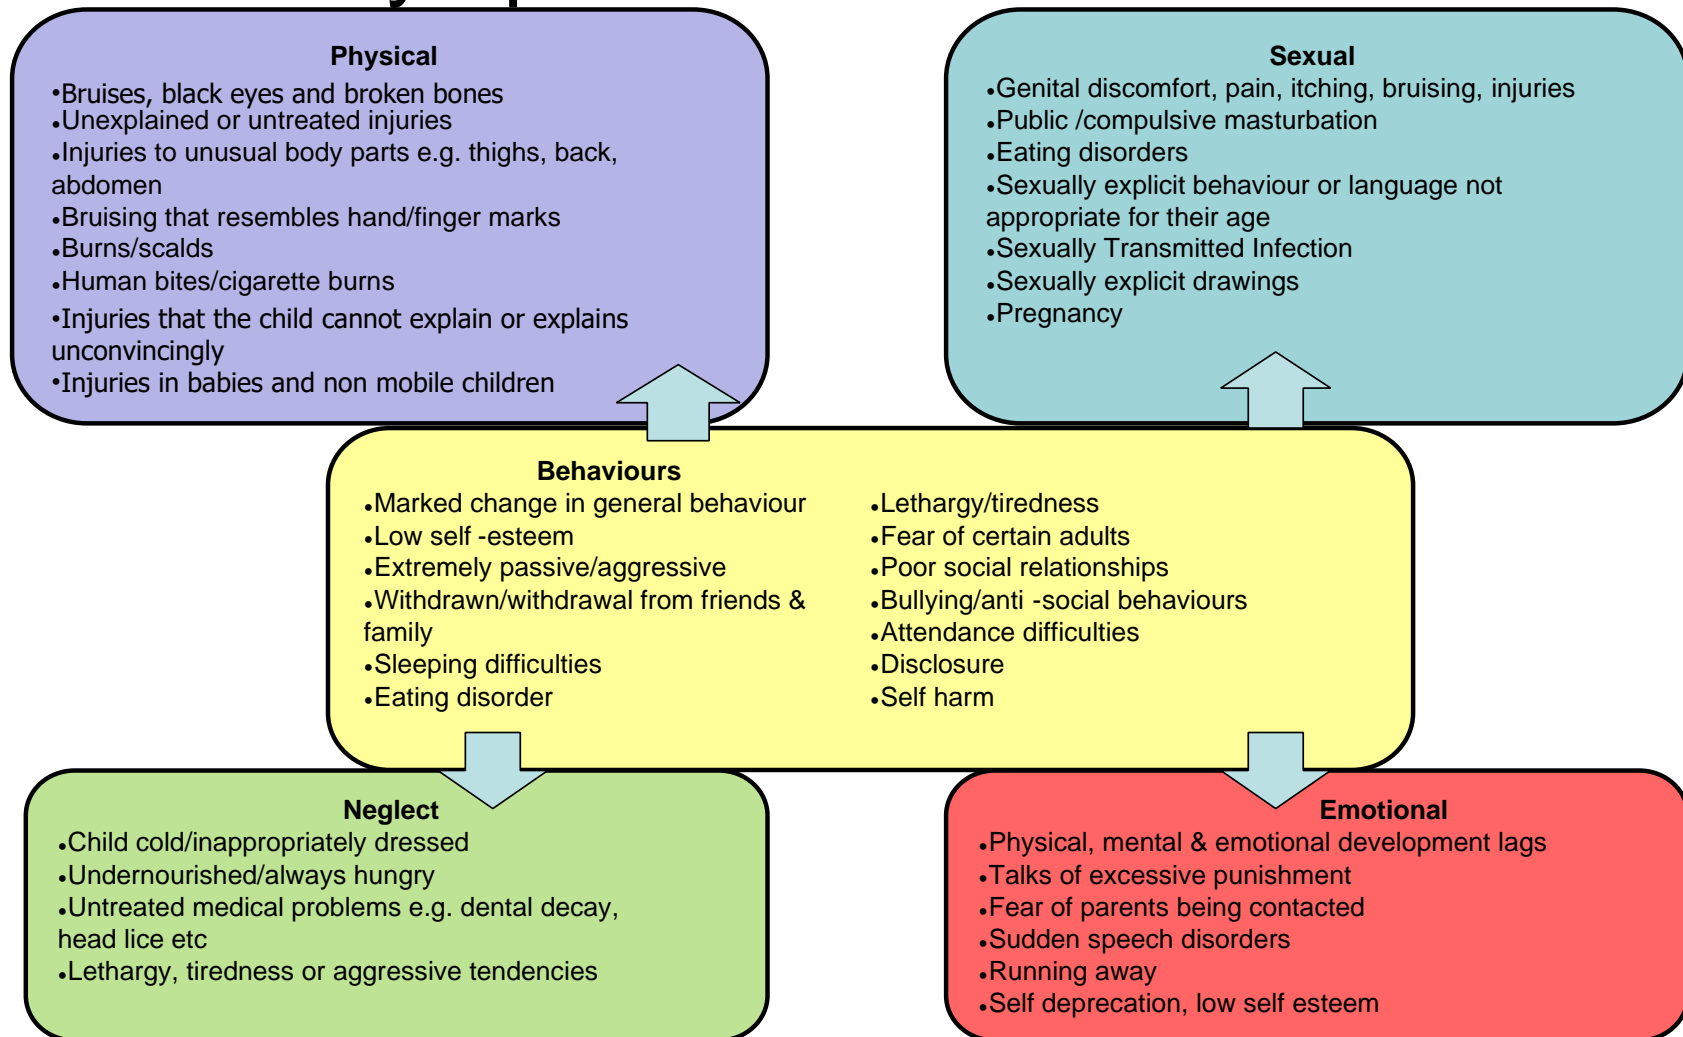 Physical
•Bruises, black eyes and broken bones
•Unexplained or untreated injuries
•Injuries to unusual body parts e.g. thighs, back,
abdomen
•Bruising that resembles hand/finger marks
•Burns/scalds
•Human bites/cigarette burns
•Injuries that the child cannot explain or explains
unconvincingly
•Injuries in babies and non mobile children
Sexual
•Genital discomfort, pain, itching, bruising, injuries
•Public /compulsive masturbation
•Eating disorders
•Sexually explicit behaviour or language not
appropriate for their age
•Sexually Transmitted Infection
•Sexually explicit drawings
•Pregnancy
Behaviours
•Marked change in general behaviour
•Low self -esteem
•Extremely passive/aggressive
•Withdrawn/withdrawal from friends &
family
•Sleeping difficulties
•Eating disorder
•Lethargy/tiredness
•Fear of certain adults
•Poor social relationships
•Bullying/anti -social behaviours
•Attendance difficulties
•Disclosure
•Self harm
Neglect
•Child cold/inappropriately dressed
•Undernourished/always hungry
•Untreated medical problems e.g. dental decay,
head lice etc
•Lethargy, tiredness or aggressive tendencies
Emotional
•Physical, mental & emotional development lags
•Talks of excessive punishment
•Fear of parents being contacted
•Sudden speech disorders
•Running away
•Self deprecation, low self esteem